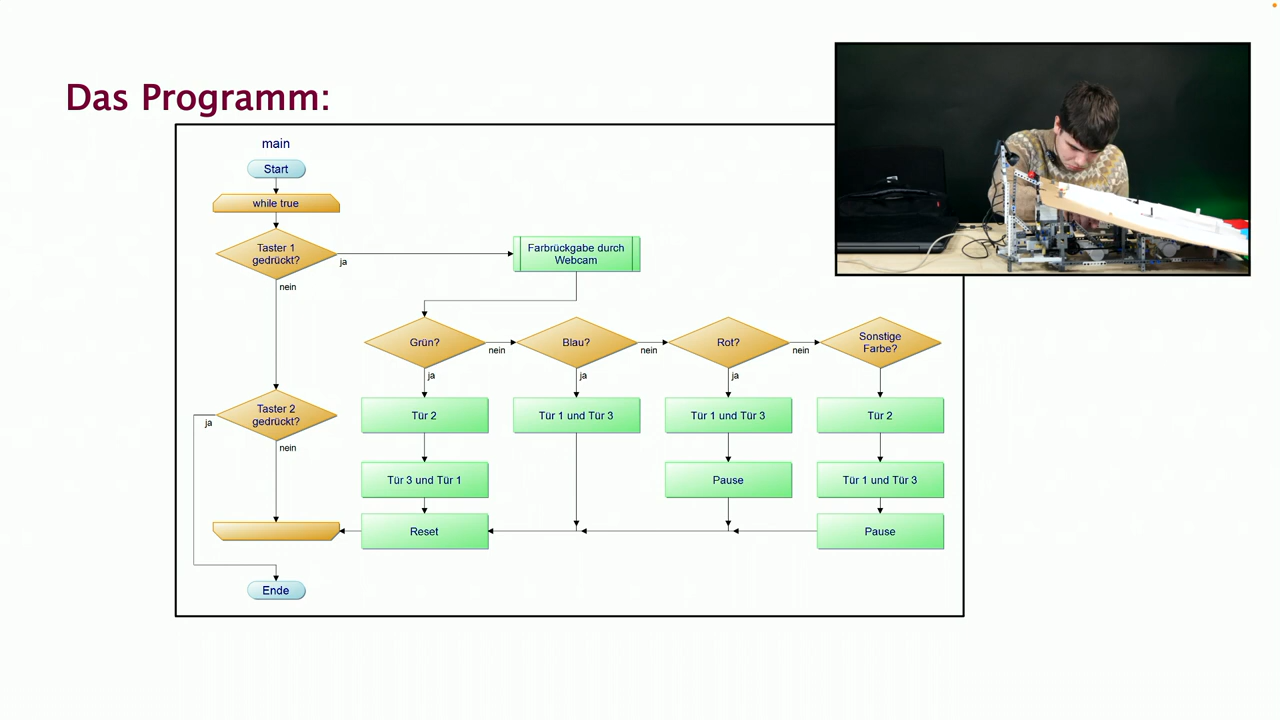 Das Programm:
main
Start
while true
Taster 1
gedrückt?
ja
nein
Farbrückgabe durch
Webcam
Grün?
nein
Blau?
nein
Rot?
nein
Sonstige
Farbe?
ja
ja
ja
Taster 2
gedrückt?
ja
nein
Tür 2
Tür 1 und Tür 3
Tür 1 und Tür 3
Tür 2
Tür 3 und Tür 1
Pause
Tür 1 und Tür 3
Reset
Pause
Ende